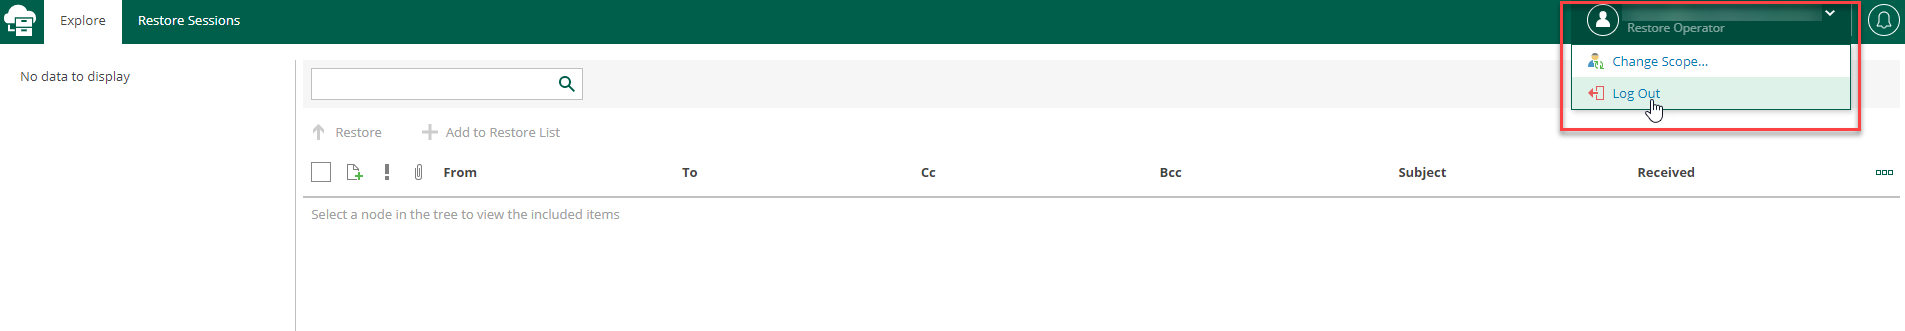 Explore
Restore Sessions
Restore Operator
Change Scope...
Log Out
No data to display
Restore
Add to Restore List
From To Cc Bcc Subject Received
Select a node in the tree to view the included items